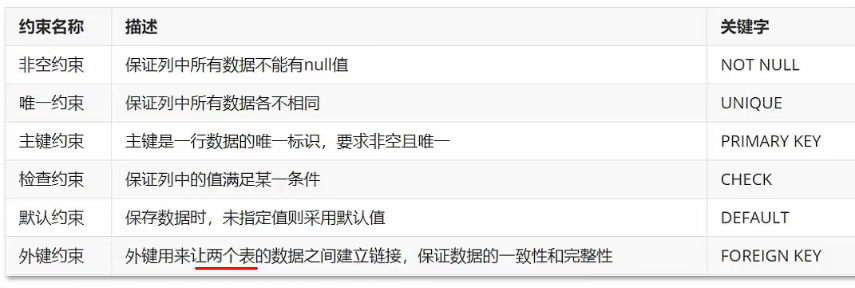 约束名称 描述 关键字
非空约束 保证列中所有数据不能有null值 NOT NULL
唯一约束 保证列中所有数据各不相同 UNIQUE
主键约束 主键是一行数据的唯一标识，要求非空且唯一 PRIMARY KEY
检查约束 保证列中的值满足某一条件 CHECK
默认约束 保存数据时，未指定值则采用默认值 DEFAULT
外键约束 外键用来让两个表的数据之间建立链接，保证数据的一致性和完整性 FOREIGN KEY